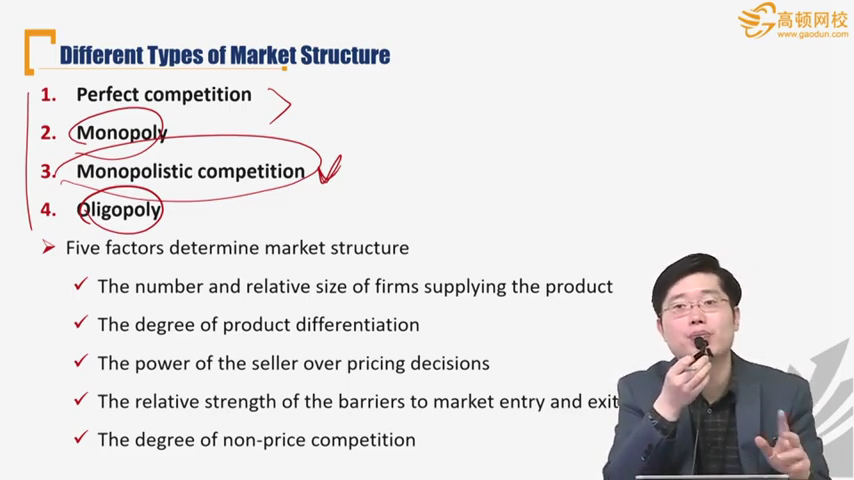 高顿网校
www.gaodun.com
Different Types of Market Structure
1. Perfect competition
2. Monopoly
3. Monopolistic competition
4. Oligopoly
Five factors determine market structure
The number and relative size of firms supplying the product
The degree of product differentiation
The power of the seller over pricing decisions
The relative strength of the barriers to market entry and exit
The degree of non-price competition